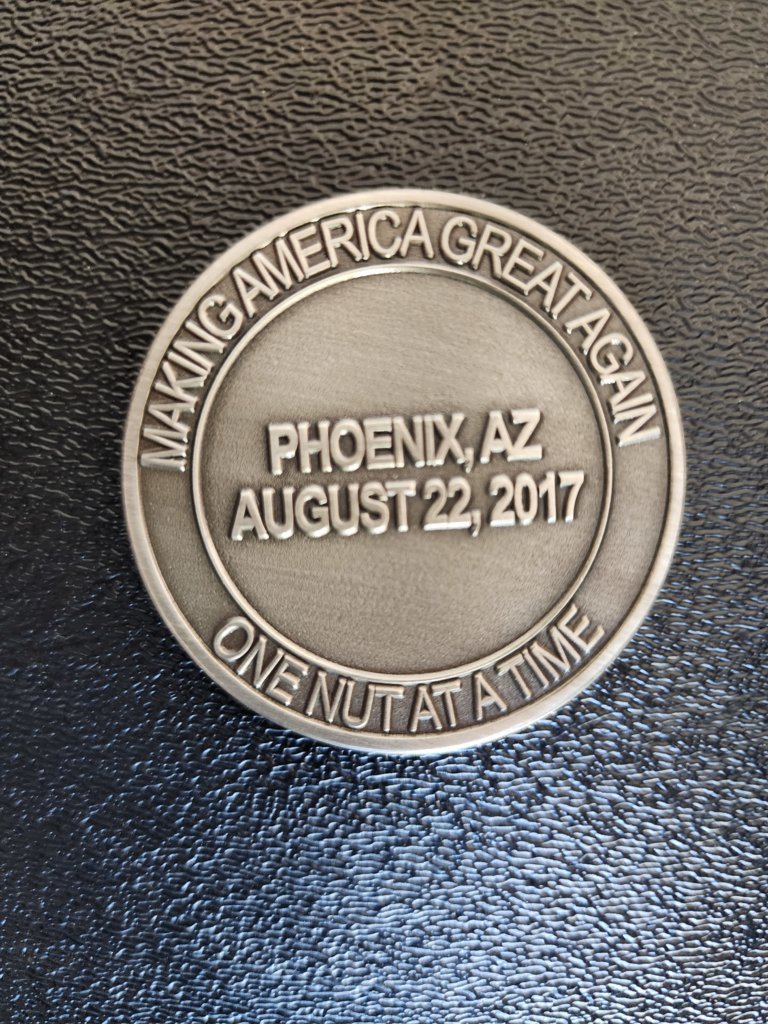 MAKING AMERICA GREAT AGAIN
PHOENIX, AZ
AUGUST 22, 2017
ONE NUT AT A TIME